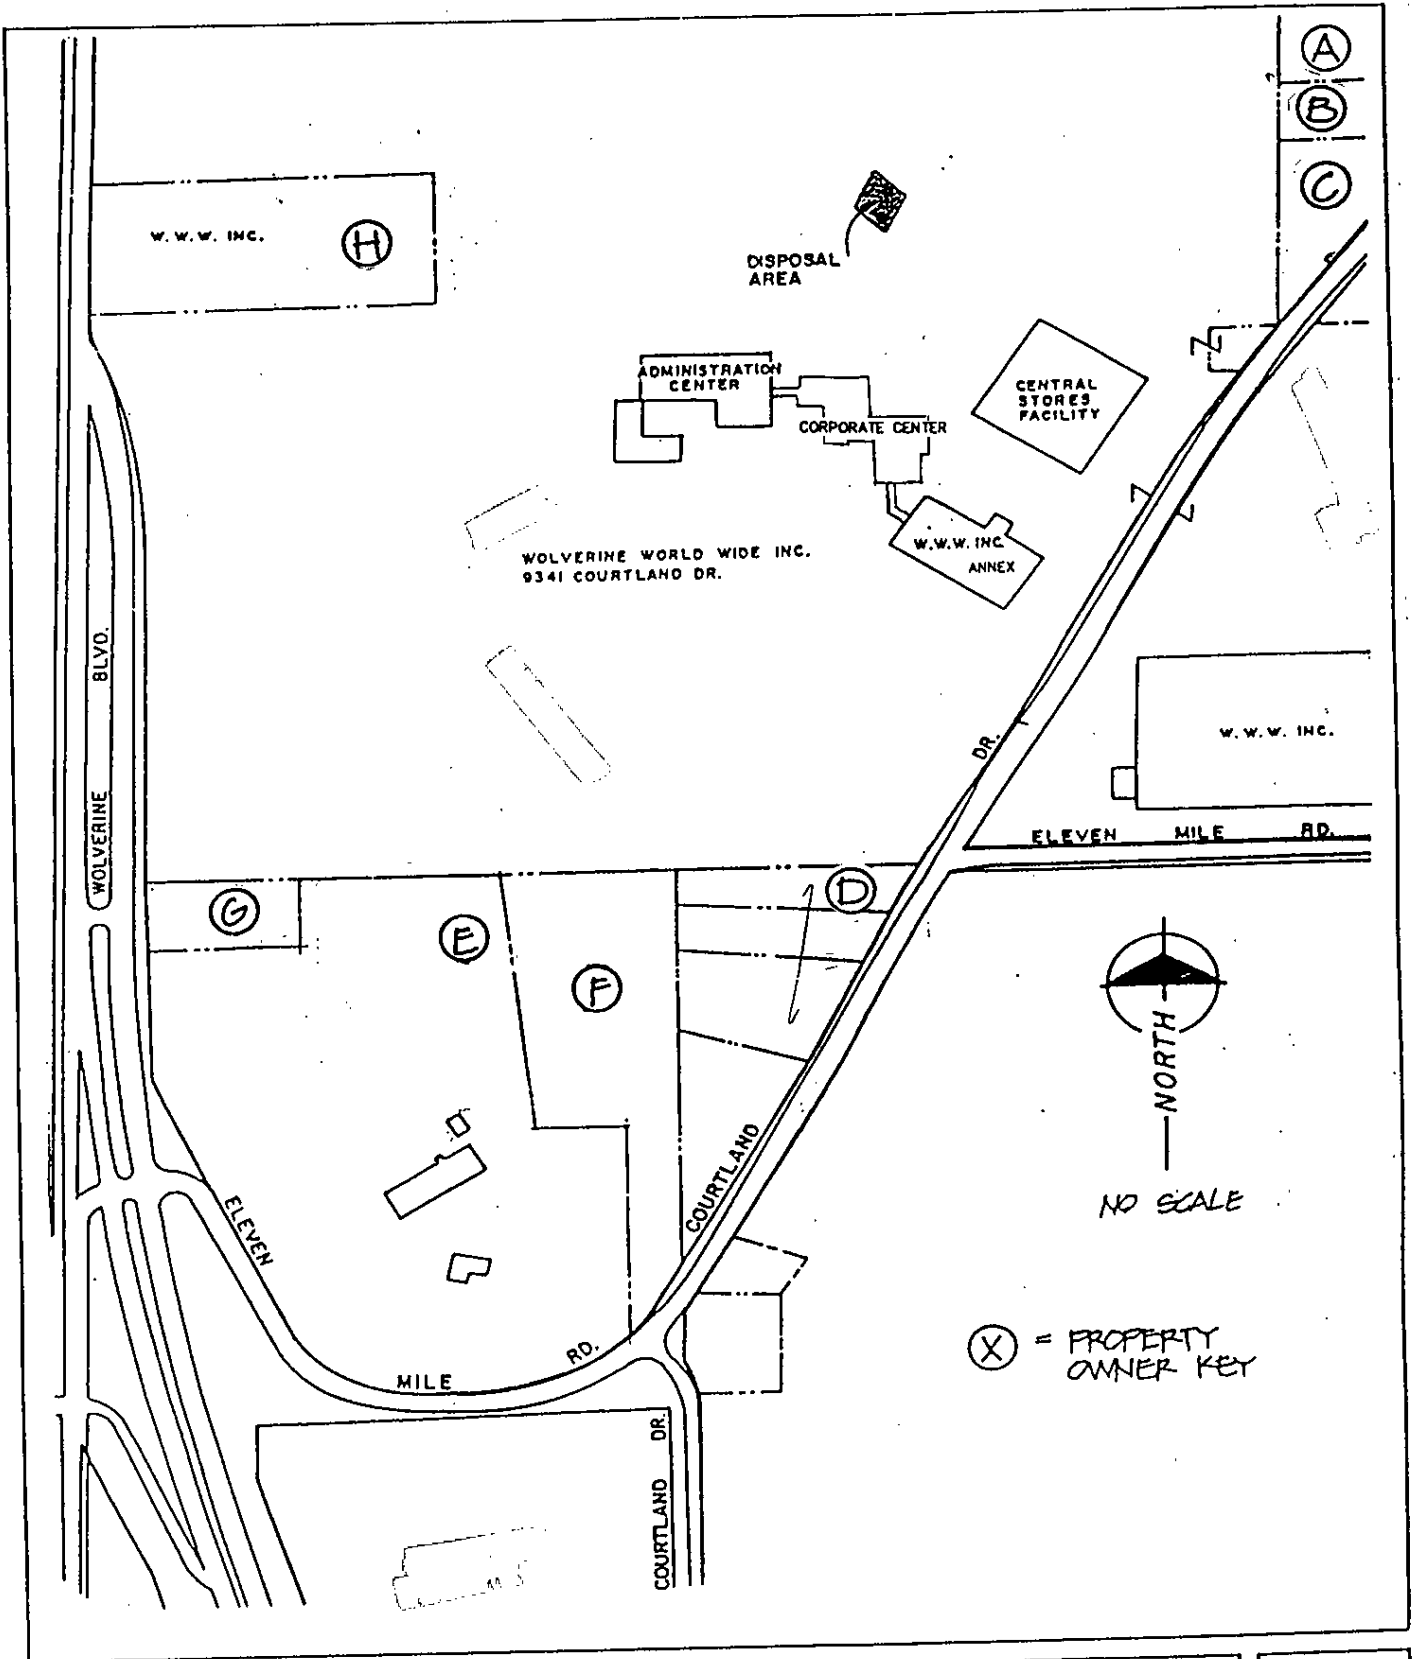 A
B
C
W.W.W. INC.
H
DISPOSAL
AREA
ADMINISTRATION
CENTER
CORPORATE CENTER
CENTRAL
STORES
FACILITY
W.W.W. INC.
ANNEX
WOLVERINE WORLD WIDE INC.
9341 COURTLAND DR.
WOLVERINE BLVD.
W.W.W. INC.
ELEVEN MILE RD.
COURTLAND DR.
D
G
E
F
NORTH
NO SCALE
ELEVEN MILE RD.
X = PROPERTY
OWNER KEY
COURTLAND DR.